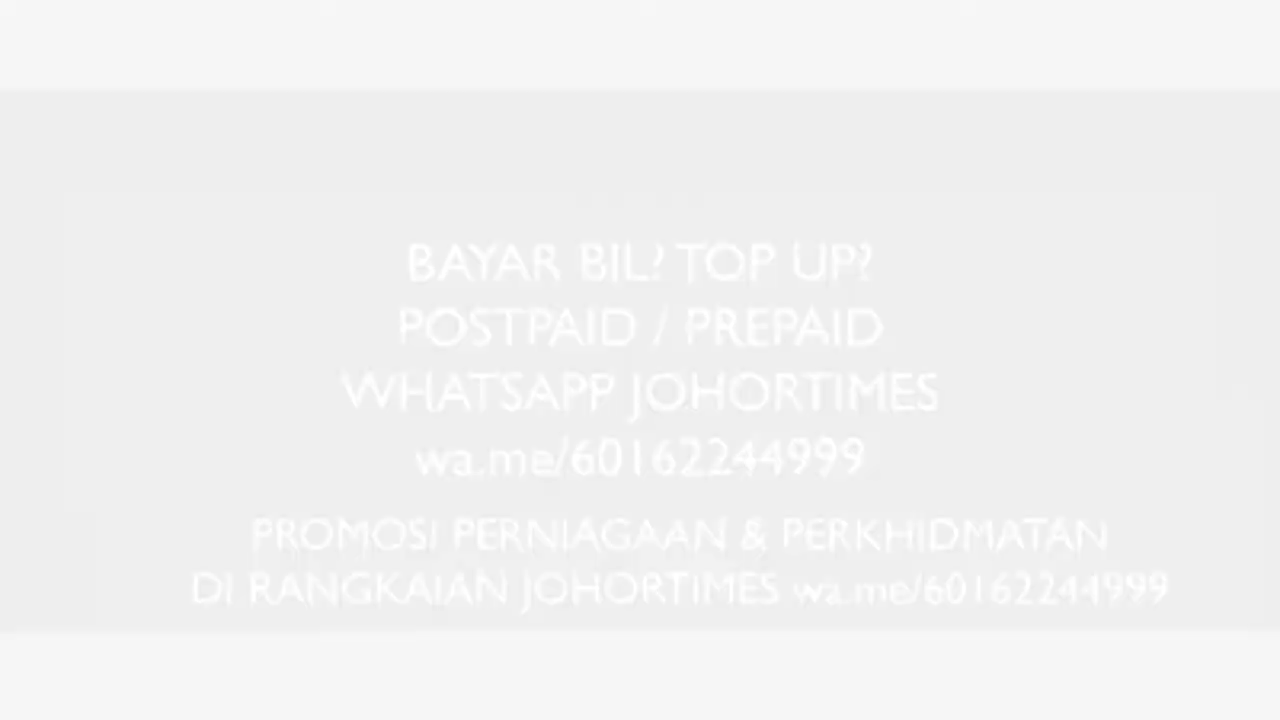 BAYAR BIL? TOP UP?
POSTPAID / PREPAID
WHATSAPP JOHORTIMES
wa.me/60162244999
PROMOSI PERNIAGAAN & PERKHIDMATAN
DI RANGKAIAN JOHORTIMES wa.me/60162244999